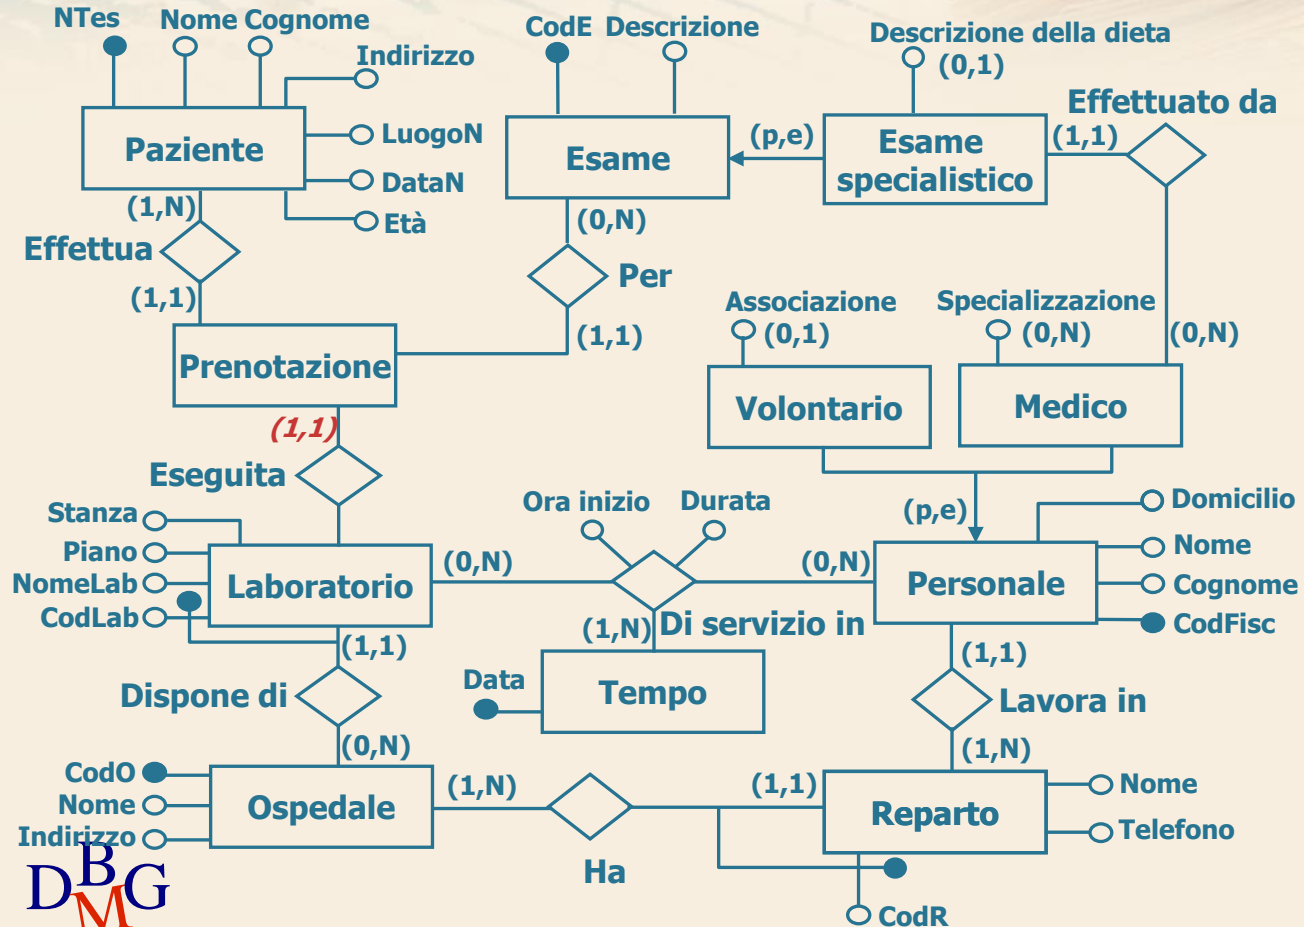 NTes Nome Cognome
CodE Descrizione
Descrizione della dieta
(0,1)
Indirizzo
Effettuato da
(p,e)
(1,1)
Paziente
LuogoN
Esame
Esame
specialistico
DataN
(1,N)
Età
(0,N)
Effettua
Per
(1,1)
Associazione
(0,1)
Specializzazione
(0,N)
(0,N)
(1,1)
Prenotazione
Volontario
Medico
(1,1)
Eseguita
Ora inizio
Durata
(p,e)
Domicilio
Stanza
Piano
NomeLab
CodLab
Laboratorio
(0,N)
(0,N)
Personale
Nome
Cognome
CodFisc
(1,N)
Di servizio in
(1,1)
(1,1)
Dispone di
Data
Tempo
Lavora in
(0,N)
(1,N)
CodO
Nome
Indirizzo
Ospedale
(1,N)
(1,1)
Reparto
Nome
Telefono
Ha
CodR
DBMG